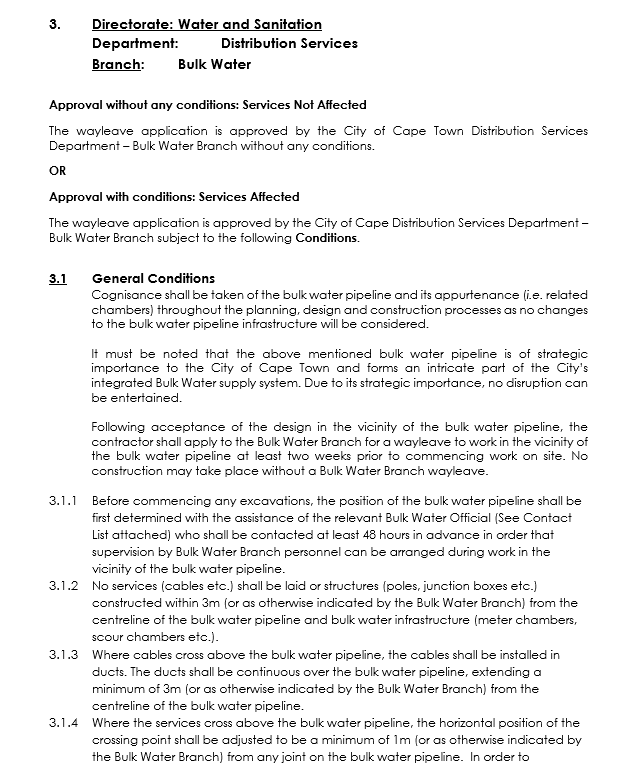 3. Directorate: Water and Sanitation
Department: Distribution Services
Branch: Bulk Water
Approval without any conditions: Services Not Affected
The wayleave application is approved by the City of Cape Town Distribution Services
Department – Bulk Water Branch without any conditions.
OR
Approval with conditions: Services Affected
The wayleave application is approved by the City of Cape Distribution Services Department –
Bulk Water Branch subject to the following Conditions.
3.1 General Conditions
Cognisance shall be taken of the bulk water pipeline and its appurtenance (i.e. related
chambers) throughout the planning, design and construction processes as no changes
to the bulk water pipeline infrastructure will be considered.
It must be noted that the above mentioned bulk water pipeline is of strategic
importance to the City of Cape Town and forms an intricate part of the City's
integrated Bulk Water supply system. Due to its strategic importance, no disruption can
be entertained.
Following acceptance of the design in the vicinity of the bulk water pipeline, the
contractor shall apply to the Bulk Water Branch for a wayleave to work in the vicinity of
the bulk water pipeline at least two weeks prior to commencing work on site. No
construction may take place without a Bulk Water Branch wayleave.
3.1.1 Before commencing any excavations, the position of the bulk water pipeline shall be
first determined with the assistance of the relevant Bulk Water Official (See Contact
List attached) who shall be contacted at least 48 hours in advance in order that
supervision by Bulk Water Branch personnel can be arranged during work in the
vicinity of the bulk water pipeline.
3.1.2 No services (cables etc.) shall be laid or structures (poles, junction boxes etc.)
constructed within 3m (or as otherwise indicated by the Bulk Water Branch) from the
centreline of the bulk water pipeline and bulk water infrastructure (meter chambers,
scour chambers etc.).
3.1.3 Where cables cross above the bulk water pipeline, the cables shall be installed in
ducts. The ducts shall be continuous over the bulk water pipeline, extending a
minimum of 3m (or as otherwise indicated by the Bulk Water Branch) from the
centreline of the bulk water pipeline.
3.1.4 Where the services cross above the bulk water pipeline, the horizontal position of the
crossing point shall be adjusted to be a minimum of 1m (or as otherwise indicated by
the Bulk Water Branch) from any joint on the bulk water pipeline. In order to